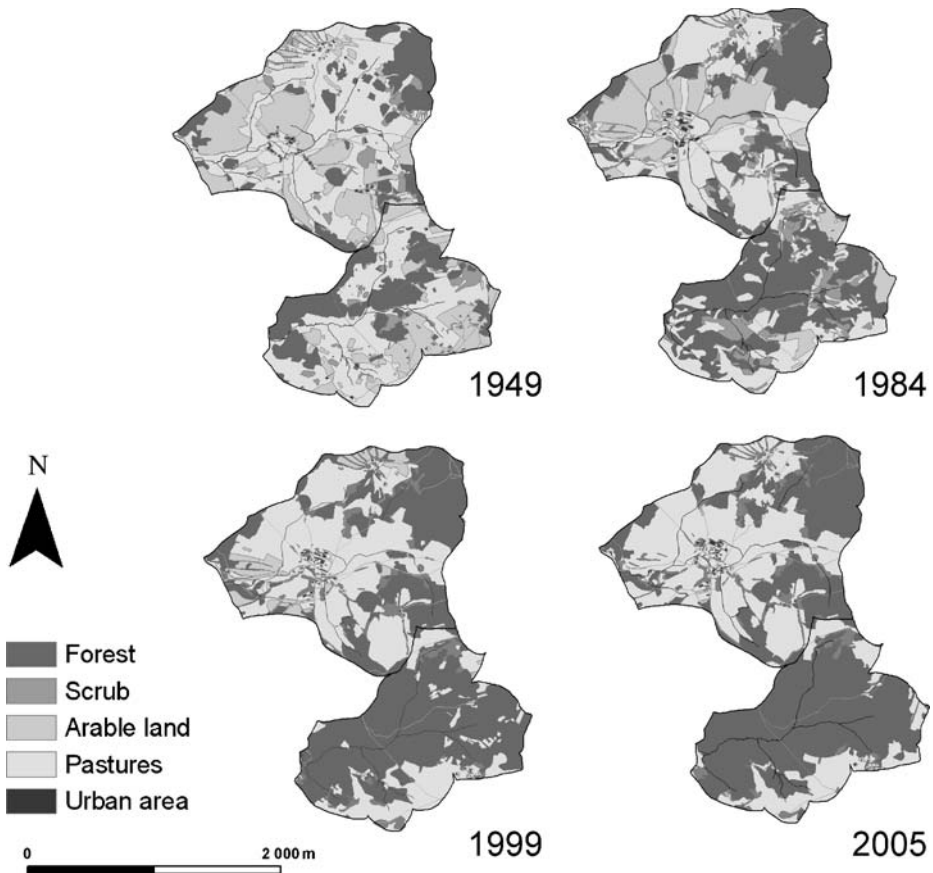 1949
1984
N
Forest
Scrub
Arable land
Pastures
Urban area
0
2 000 m
1999
2005